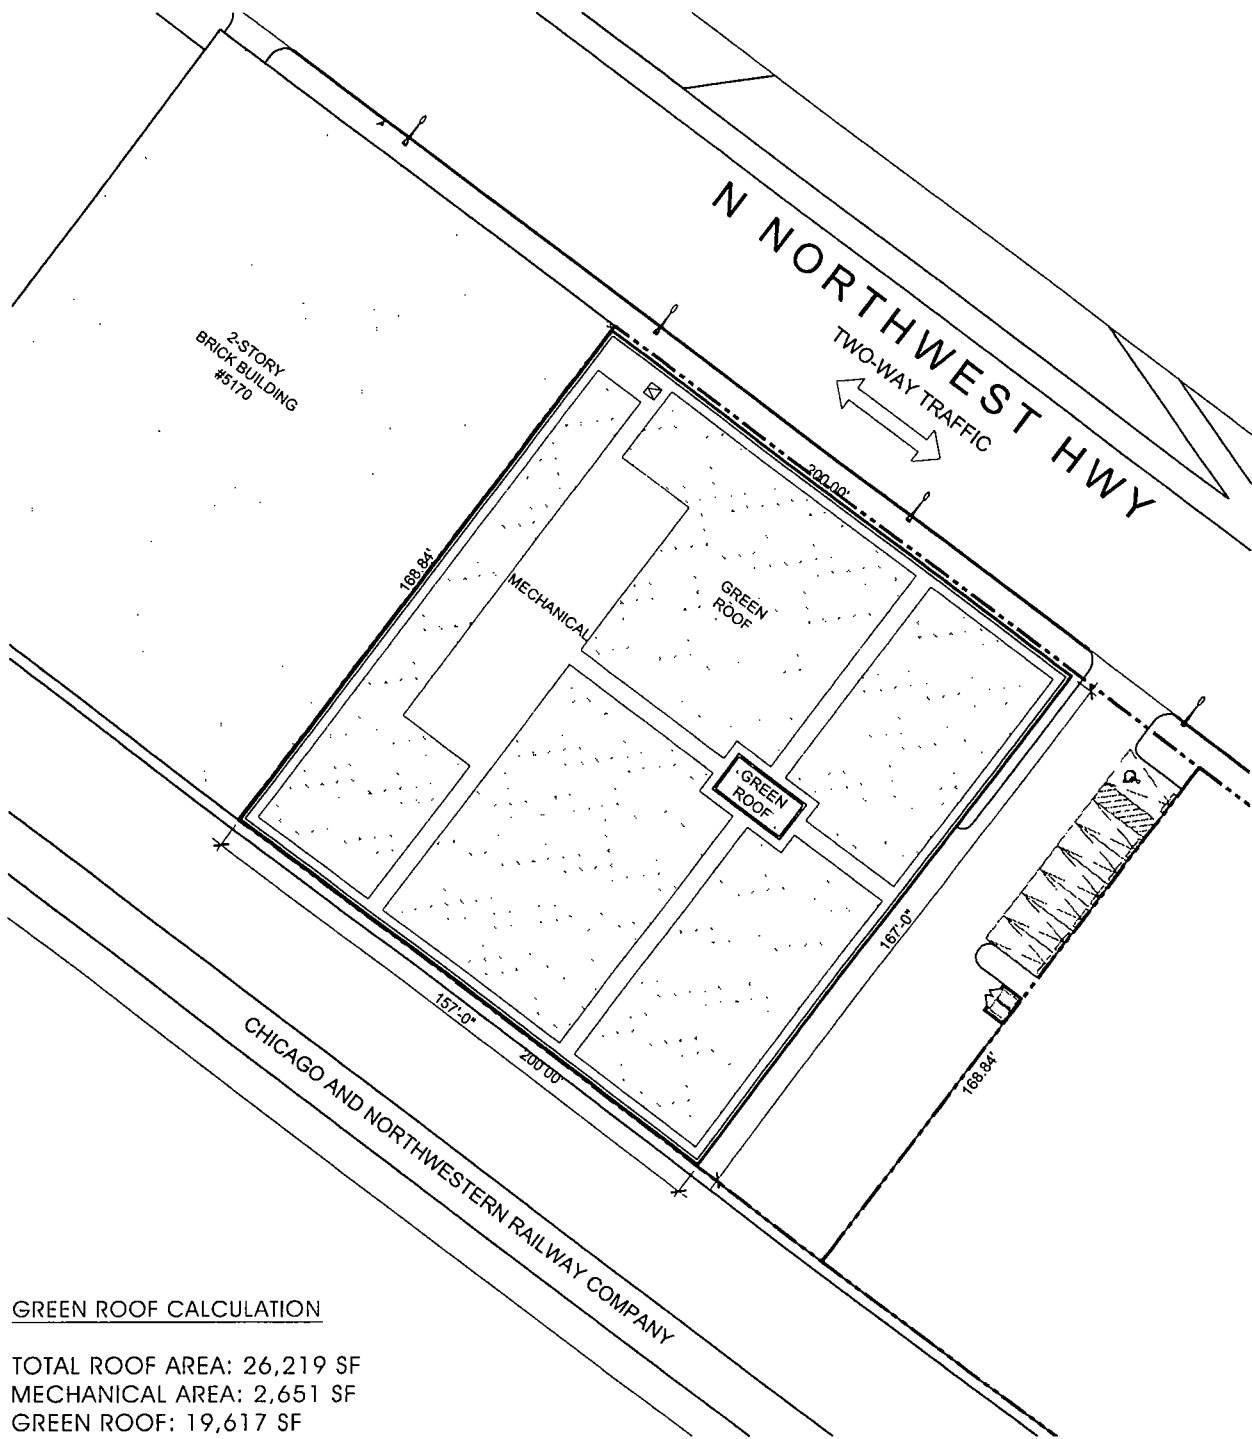 N NORTHWEST HWY
TWO-WAY TRAFFIC
2-STORY
BRICK BUILDING
#5170
200.00'
168.84'
MECHANICAL
GREEN
ROOF
GREEN
ROOF
167'-0"
157'-0"
200 00'
168.84'
CHICAGO AND NORTHWESTERN RAILWAY COMPANY
GREEN ROOF CALCULATION
TOTAL ROOF AREA: 26,219 SF
MECHANICAL AREA: 2,651 SF
GREEN ROOF: 19,617 SF